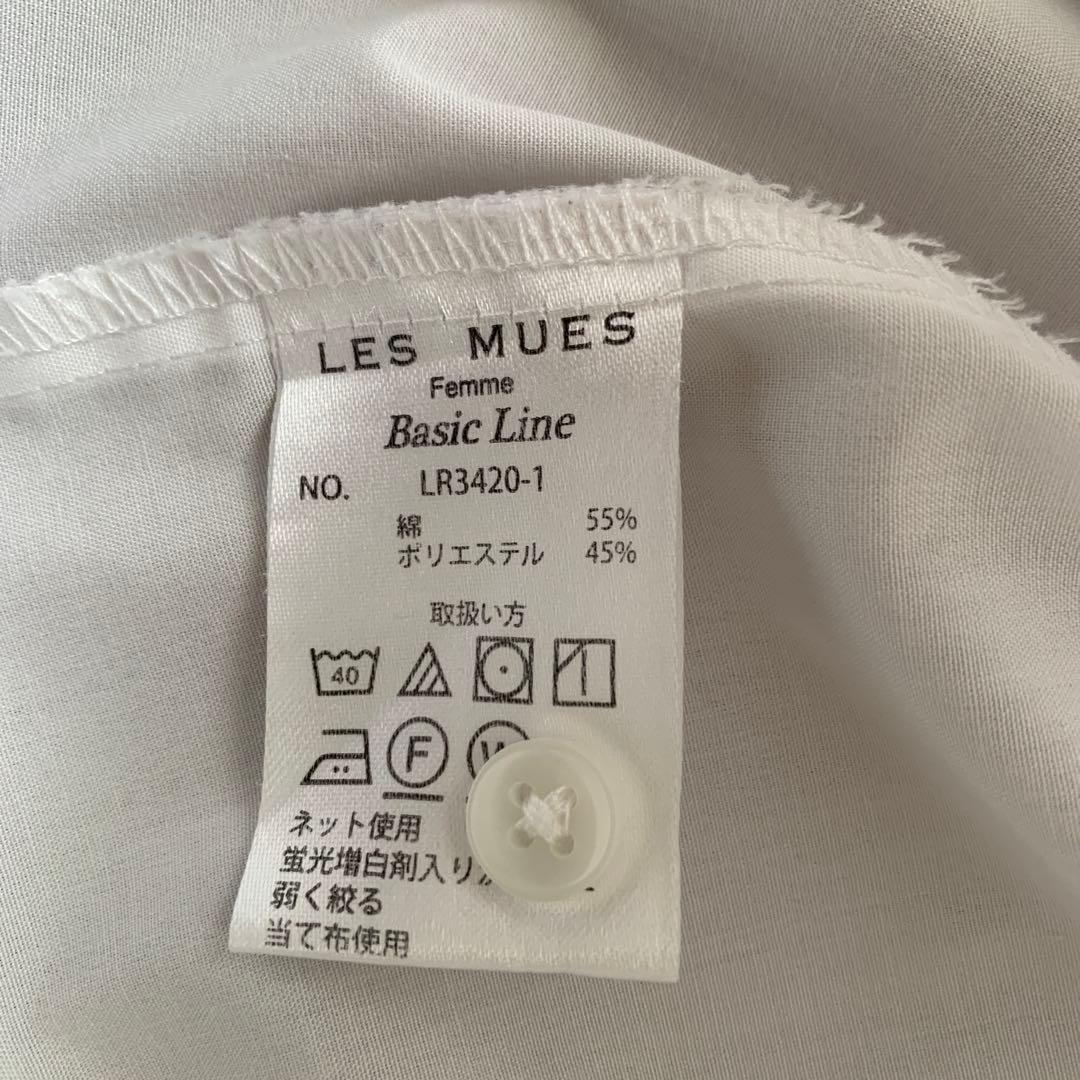 LES MUES
Femme
Basic Line
NO. LR3420-1
綿 55%
ポリエステル 45%
取扱い方
40
F W
ネット使用
蛍光増白剤入り
弱く絞る
当て布使用